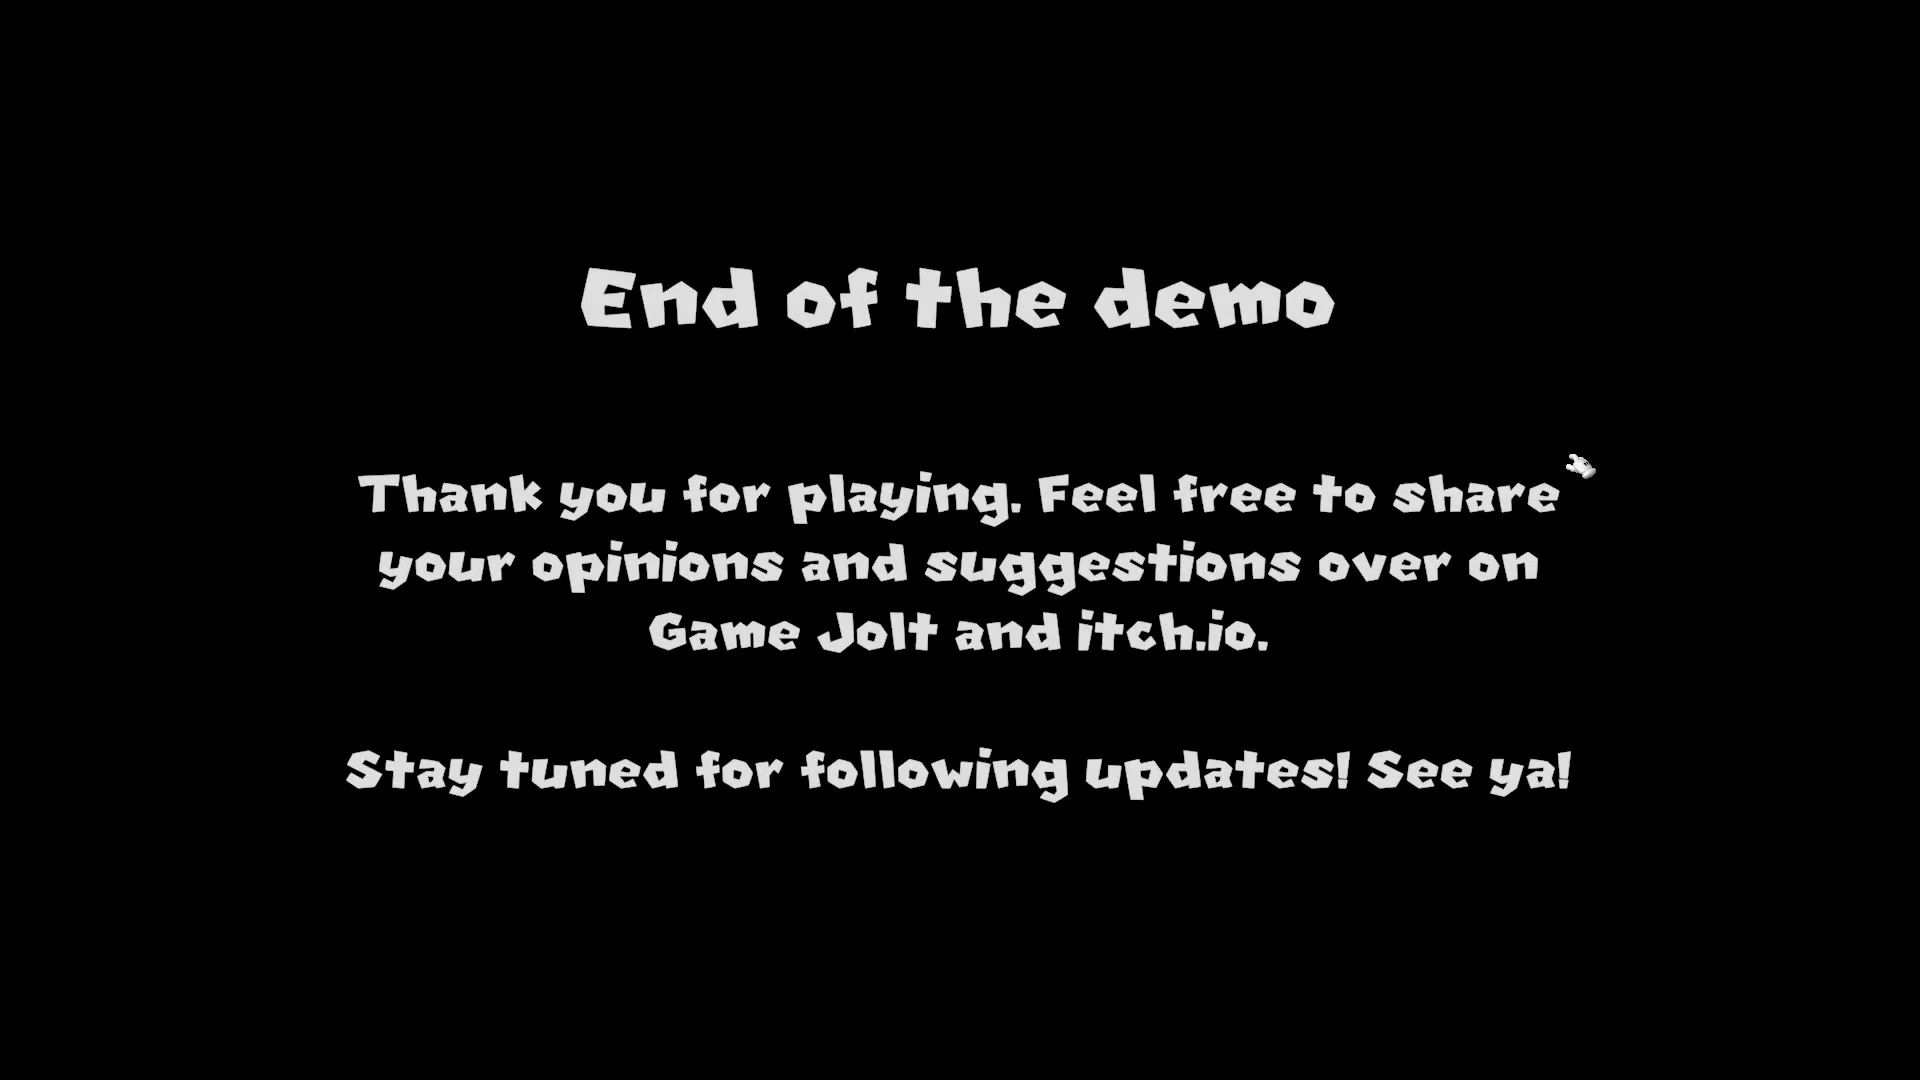 End of the demo
Thank you for playing. Feel free to share
your opinions and suggestions over on
Game Jolt and itch.io.
Stay tuned for following updates! See ya!